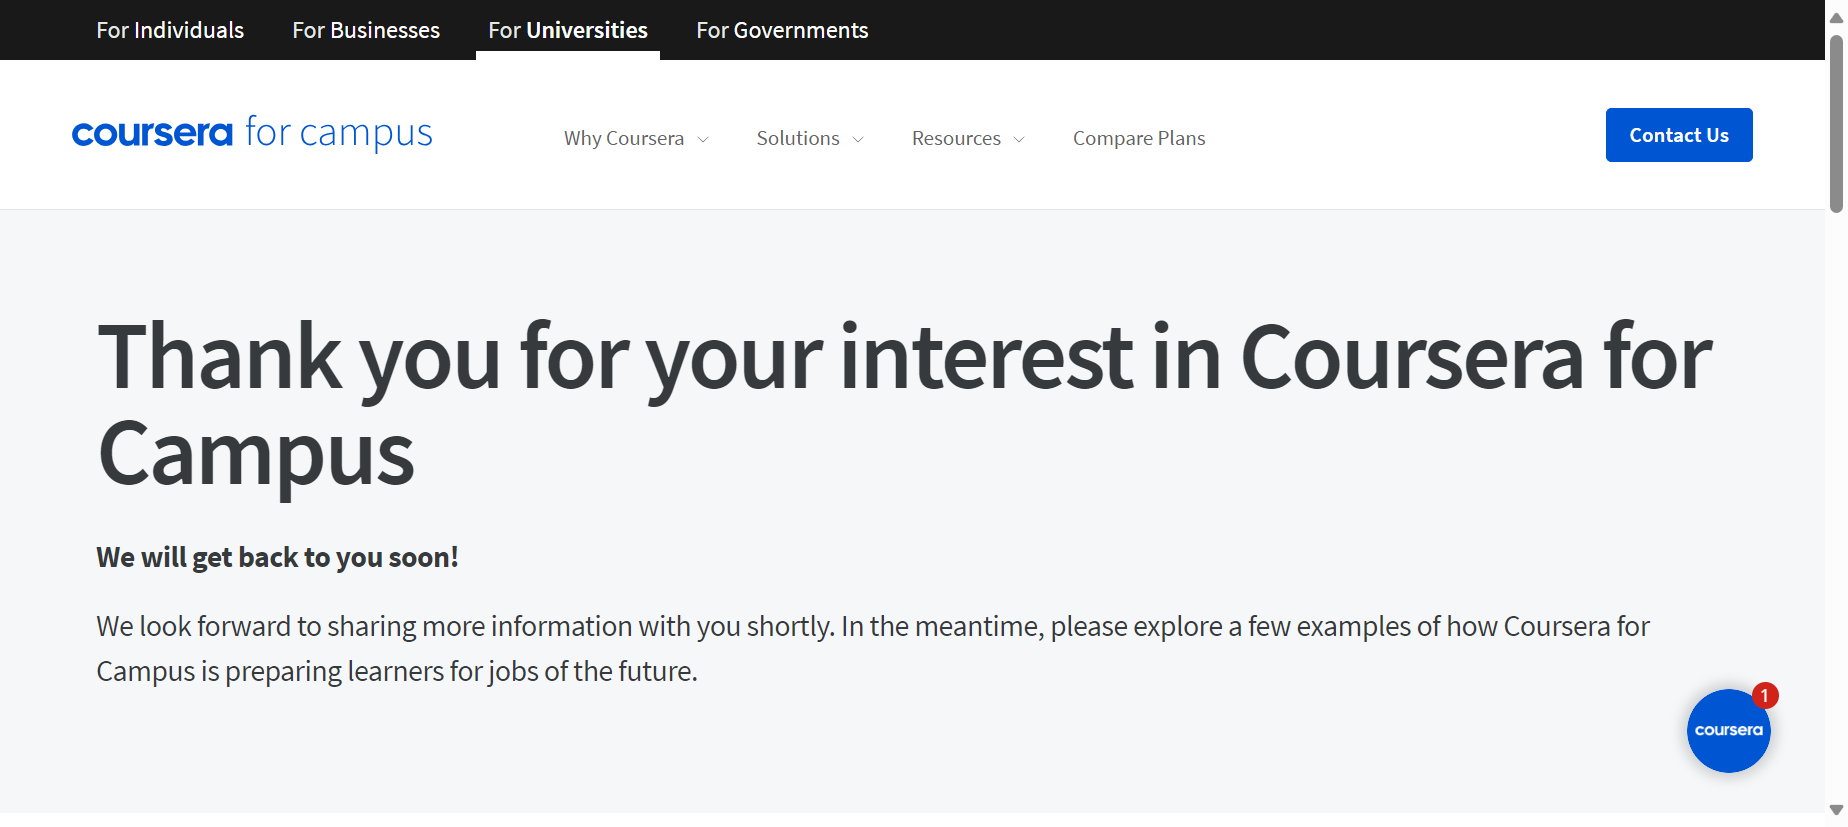 For Individuals
For Businesses
For Universities
For Governments
coursera for campus
Why Coursera
Solutions
Resources
Compare Plans
Contact Us
Thank you for your interest in Coursera for
Campus
We will get back to you soon!
We look forward to sharing more information with you shortly. In the meantime, please explore a few examples of how Coursera for
Campus is preparing learners for jobs of the future.
1
coursera